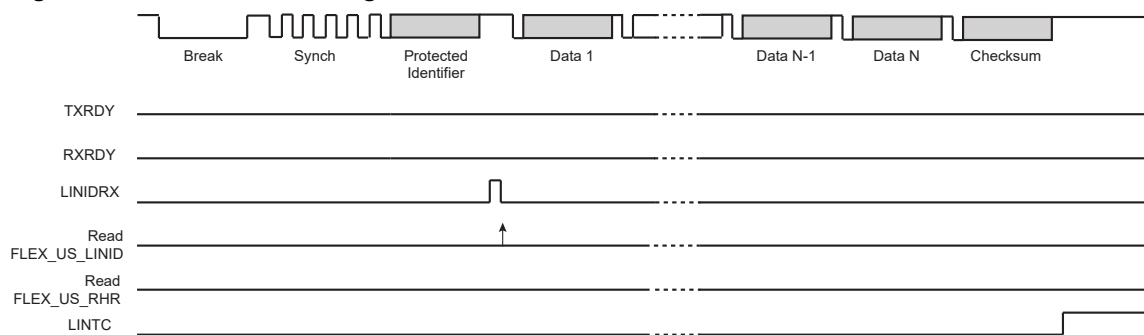 Break
Synch
Protected
Identifier
Data 1
Data N-1
Data N
Checksum
TXRDY
RXRDY
LINIDRX
Read
FLEX_US_LINID
Read
FLEX_US_RHR
LINTC